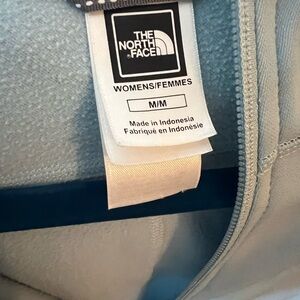 THE
NORTH
FACE
WOMENS/FEMMES
M/M
Made in Indonesia
Fabriqué en Indonésie